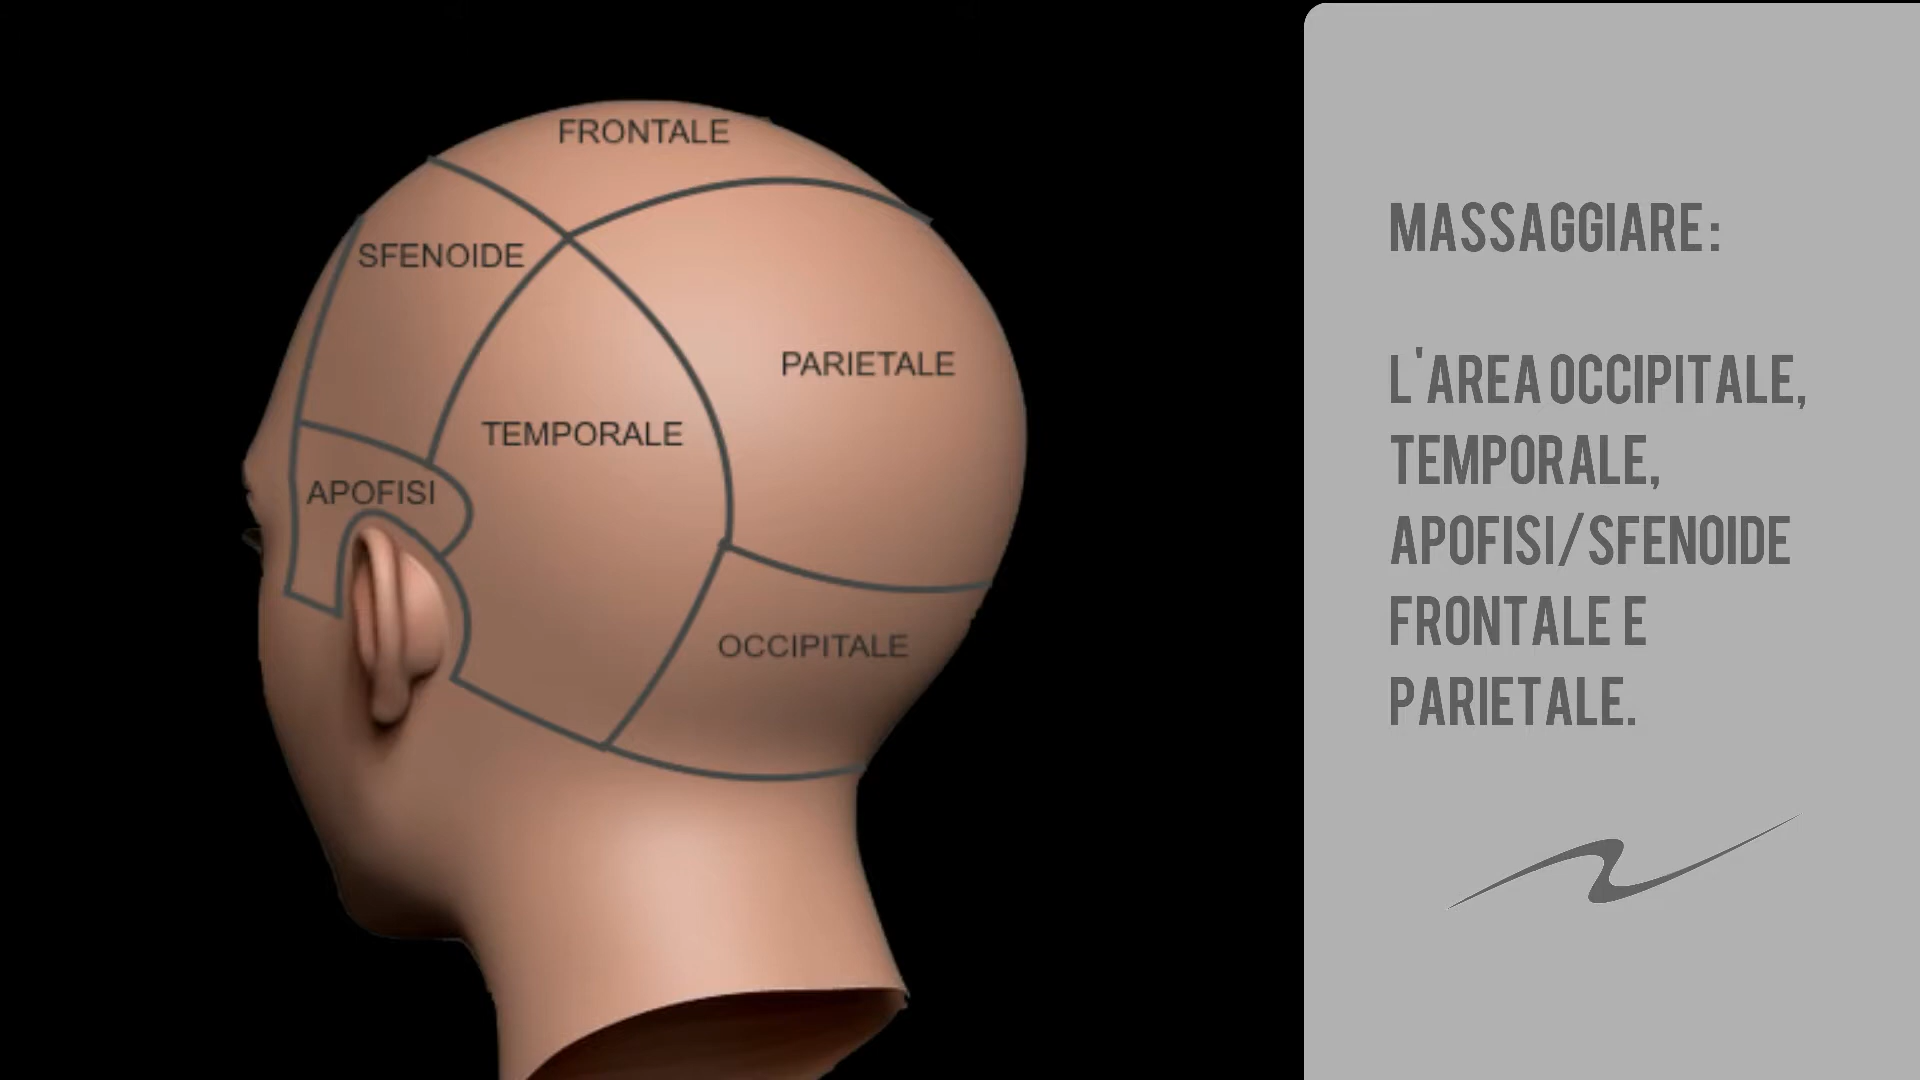 FRONTALE
SFENOIDE
PARIETALE
TEMPORALE
APOFISI
OCCIPITALE
MASSAGGIARE:
L'AREA OCCIPITALE,
TEMPORALE,
APOFISI/SFENOIDE
FRONTALE E
PARIETALE.